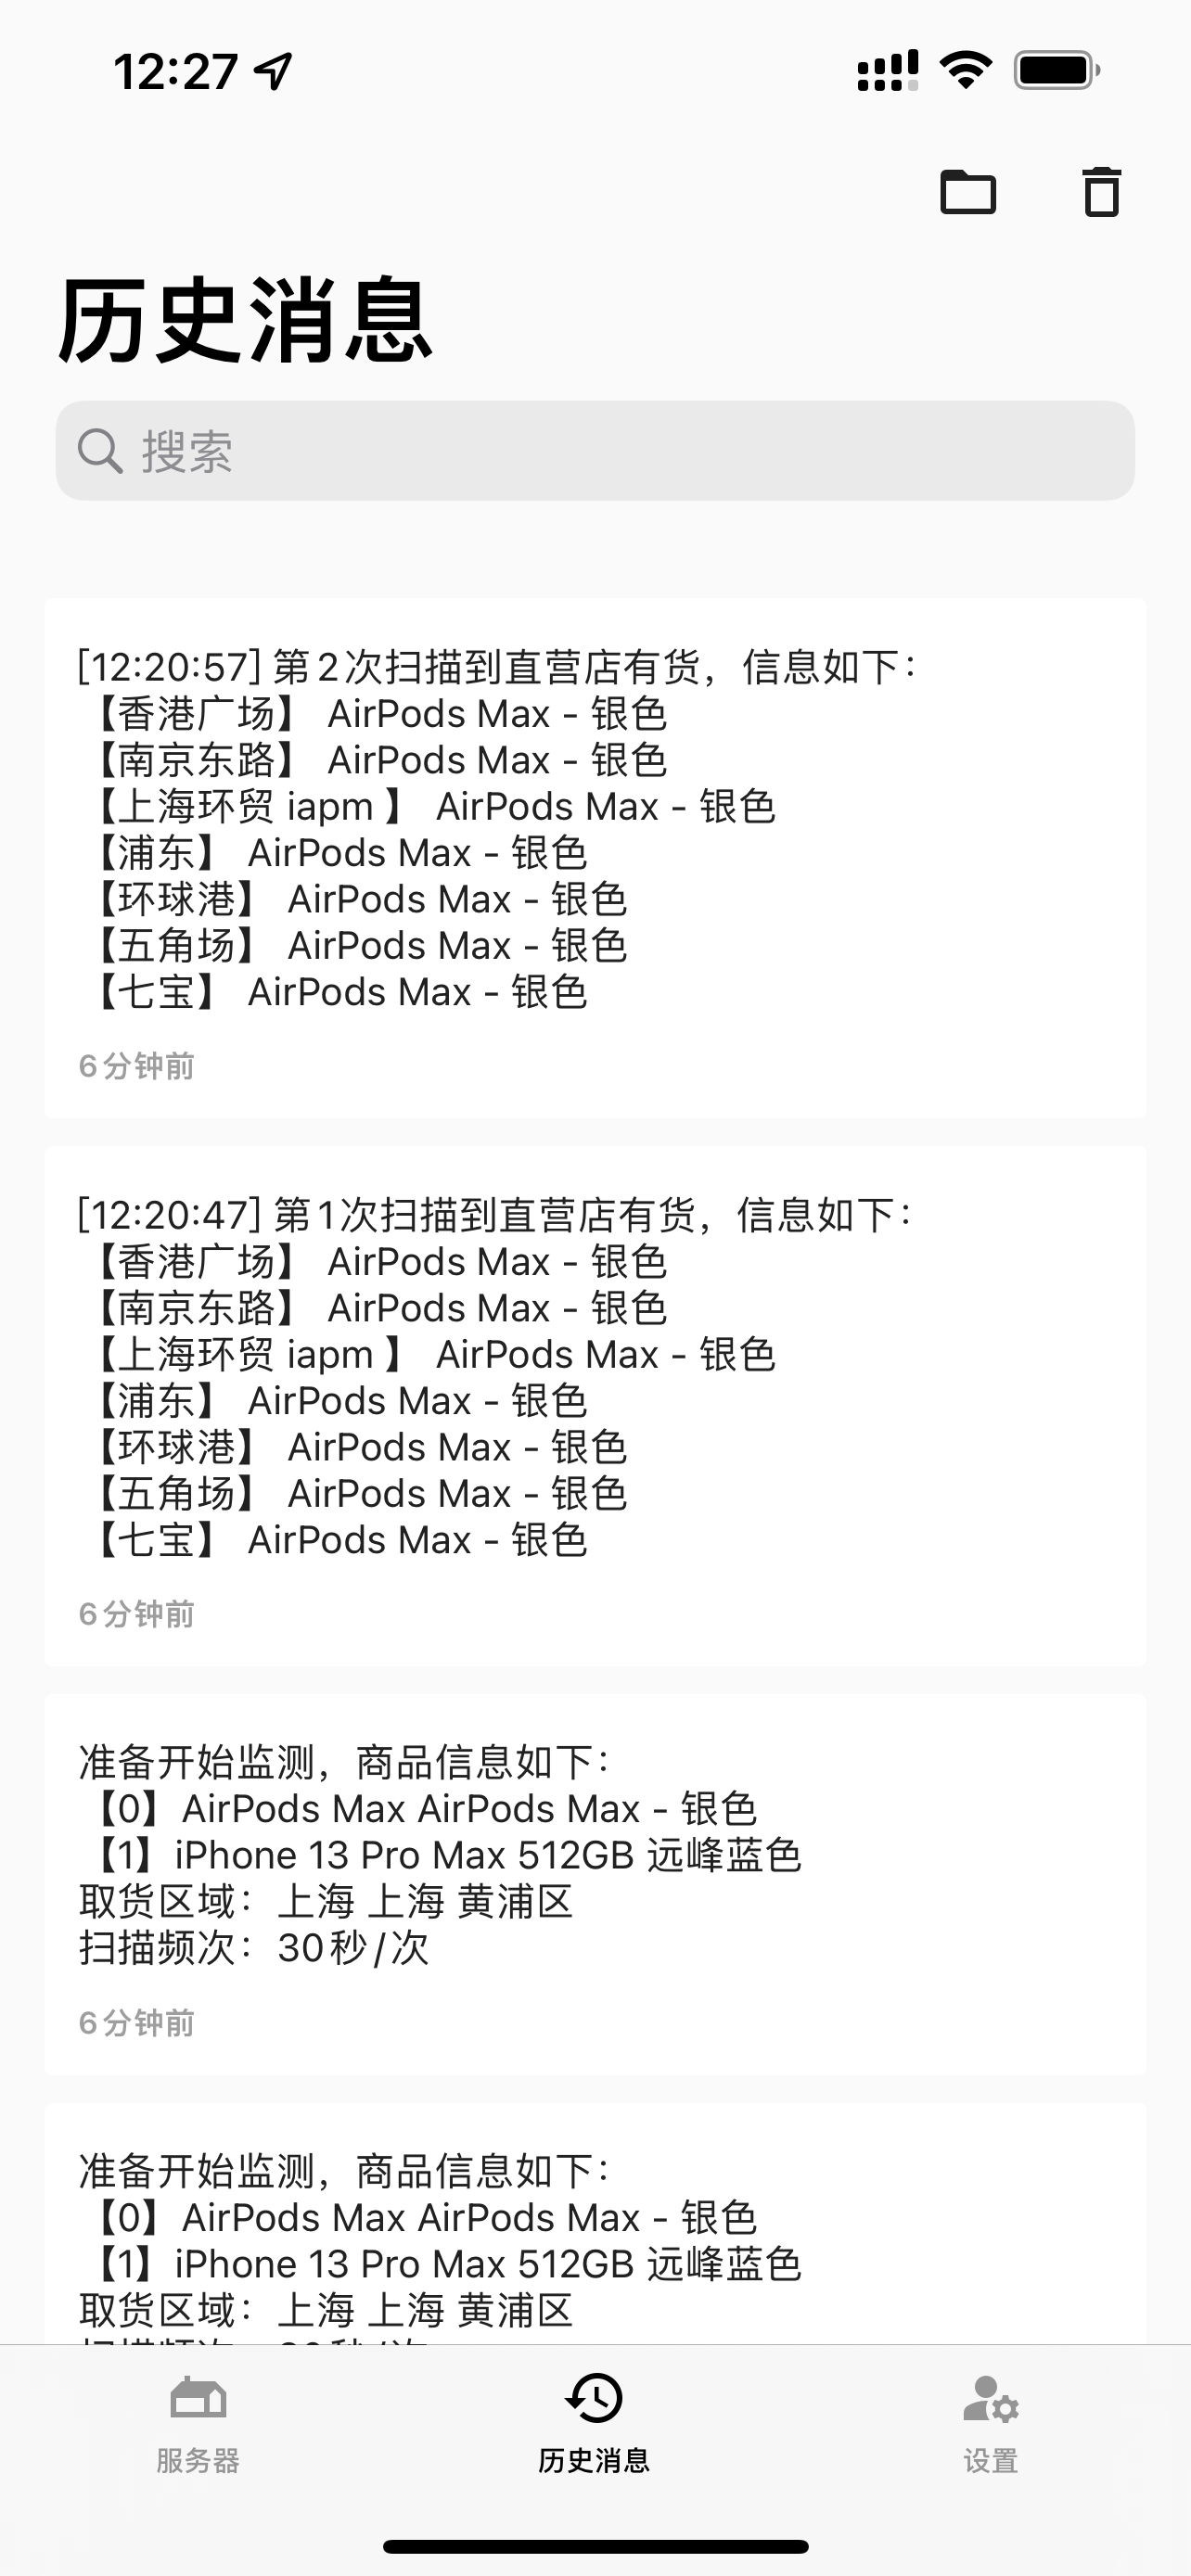 12:27
历史消息
搜索
[12:20:57] 第2次扫描到直营店有货，信息如下：
【香港广场】 AirPods Max - 银色
【南京东路】 AirPods Max - 银色
【上海环贸 iapm 】 AirPods Max - 银色
【浦东】 AirPods Max - 银色
【环球港】 AirPods Max - 银色
【五角场】 AirPods Max - 银色
【七宝】 AirPods Max - 银色
6分钟前
[12:20:47] 第1次扫描到直营店有货，信息如下：
【香港广场】 AirPods Max - 银色
【南京东路】 AirPods Max - 银色
【上海环贸 iapm 】 AirPods Max - 银色
【浦东】 AirPods Max - 银色
【环球港】 AirPods Max - 银色
【五角场】 AirPods Max - 银色
【七宝】 AirPods Max - 银色
6分钟前
准备开始监测，商品信息如下：
【0】AirPods Max AirPods Max - 银色
【1】iPhone 13 Pro Max 512GB 远峰蓝色
取货区域：上海 上海 黄浦区
扫描频次：30秒/次
6分钟前
准备开始监测，商品信息如下：
【0】AirPods Max AirPods Max - 银色
【1】iPhone 13 Pro Max 512GB 远峰蓝色
取货区域：上海 上海 黄浦区
服务器
历史消息
设置